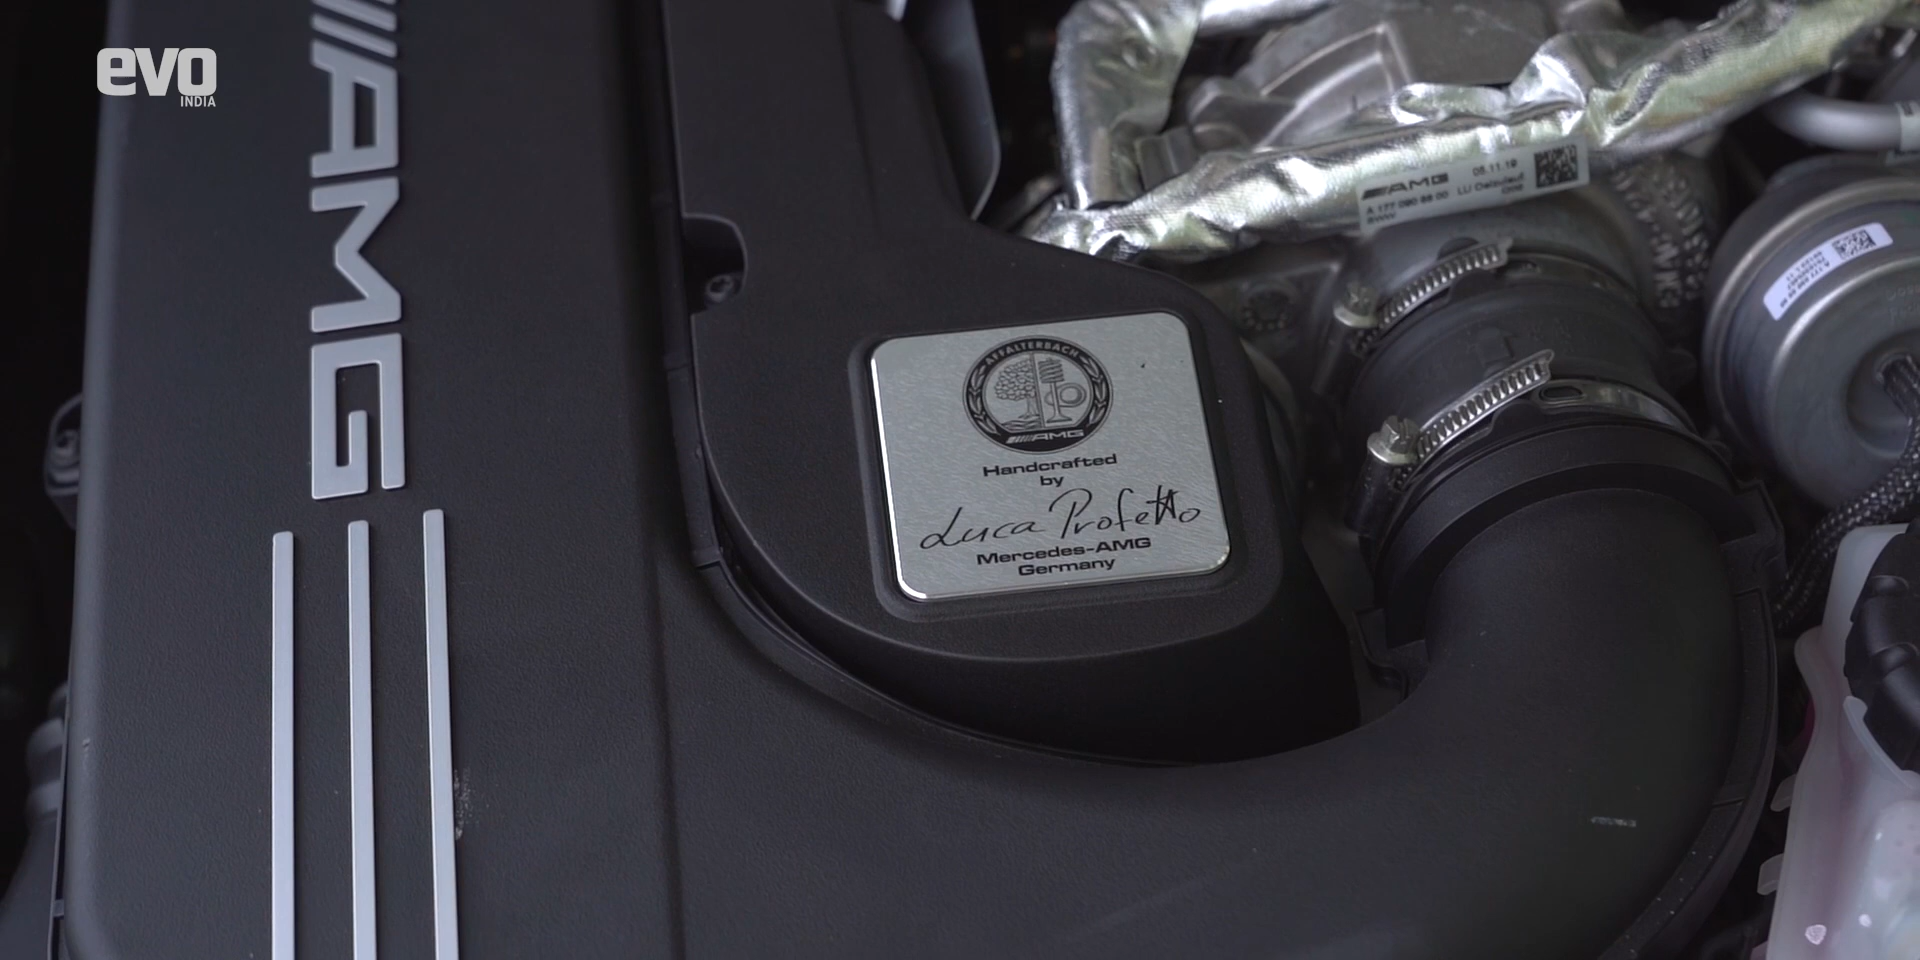 evo
INDIA
AMG
AFFALTERBACH
AMG
Handcrafted
by
Luca Profetto
Mercedes-AMG
Germany
AMG 05.11.19